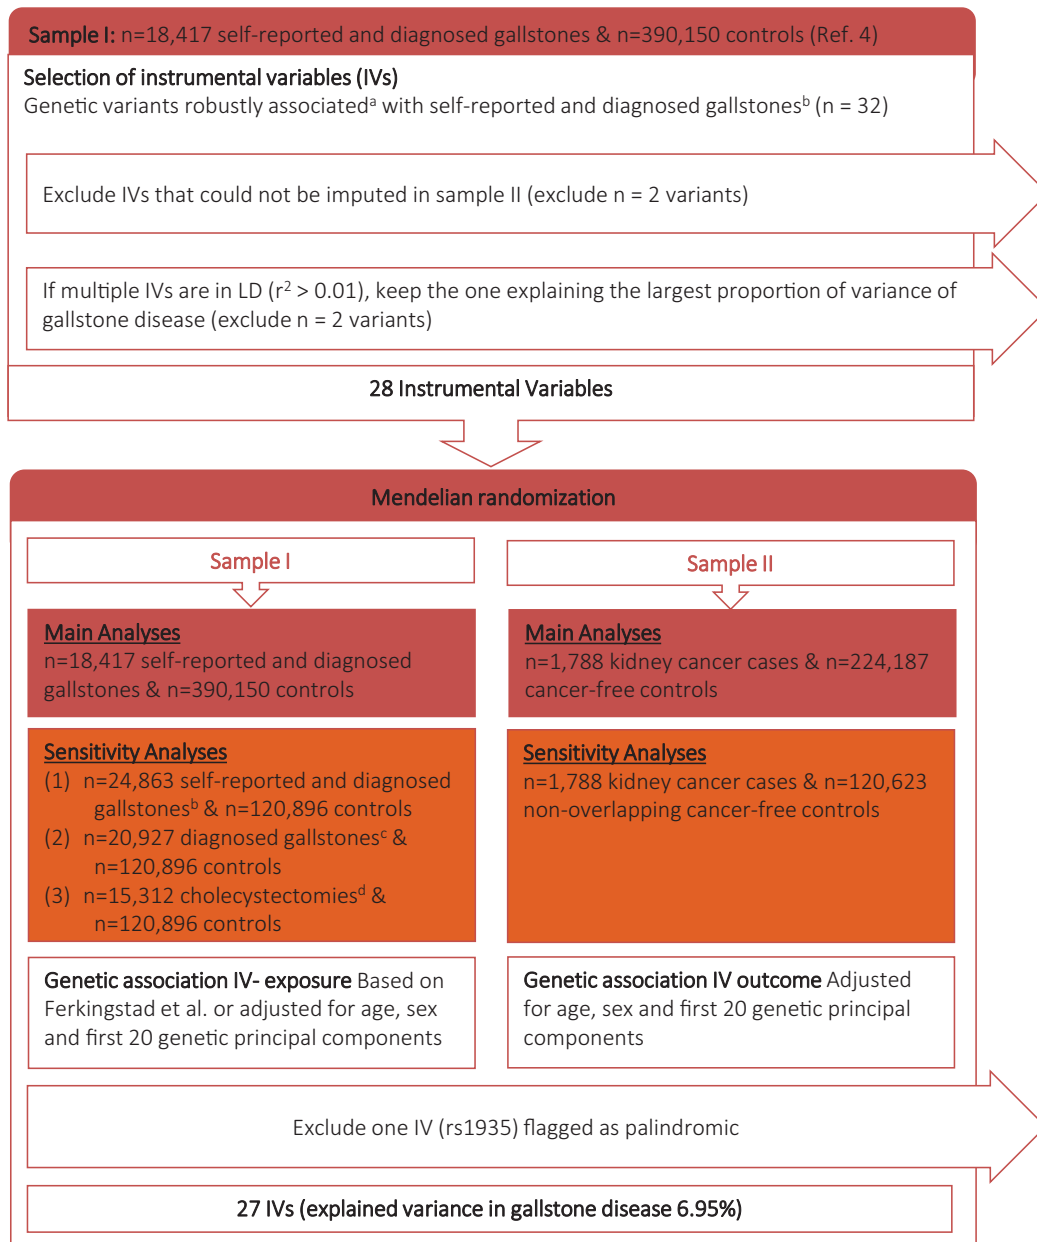 Sample I: n=18,417 self-reported and diagnosed gallstones & n=390,150 controls (Ref. 4)
Selection of instrumental variables (IVs)
Genetic variants robustly associatedᵃ with self-reported and diagnosed gallstonesᵇ (n = 32)
Exclude IVs that could not be imputed in sample II (exclude n = 2 variants)
If multiple IVs are in LD (r² > 0.01), keep the one explaining the largest proportion of variance of
gallstone disease (exclude n = 2 variants)
28 Instrumental Variables
Mendelian randomization
Sample I
Main Analyses
n=18,417 self-reported and diagnosed
gallstones & n=390,150 controls
Sensitivity Analyses
(1) n=24,863 self-reported and diagnosed
gallstonesᵇ & n=120,896 controls
(2) n=20,927 diagnosed gallstonesᶜ &
n=120,896 controls
(3) n=15,312 cholecystectomiesᵈ &
n=120,896 controls
Genetic association IV- exposure Based on
Ferkingstad et al. or adjusted for age, sex
and first 20 genetic principal components
Sample II
Main Analyses
n=1,788 kidney cancer cases & n=224,187
cancer-free controls
Sensitivity Analyses
n=1,788 kidney cancer cases & n=120,623
non-overlapping cancer-free controls
Genetic association IV outcome Adjusted
for age, sex and first 20 genetic principal
components
Exclude one IV (rs1935) flagged as palindromic
27 IVs (explained variance in gallstone disease 6.95%)